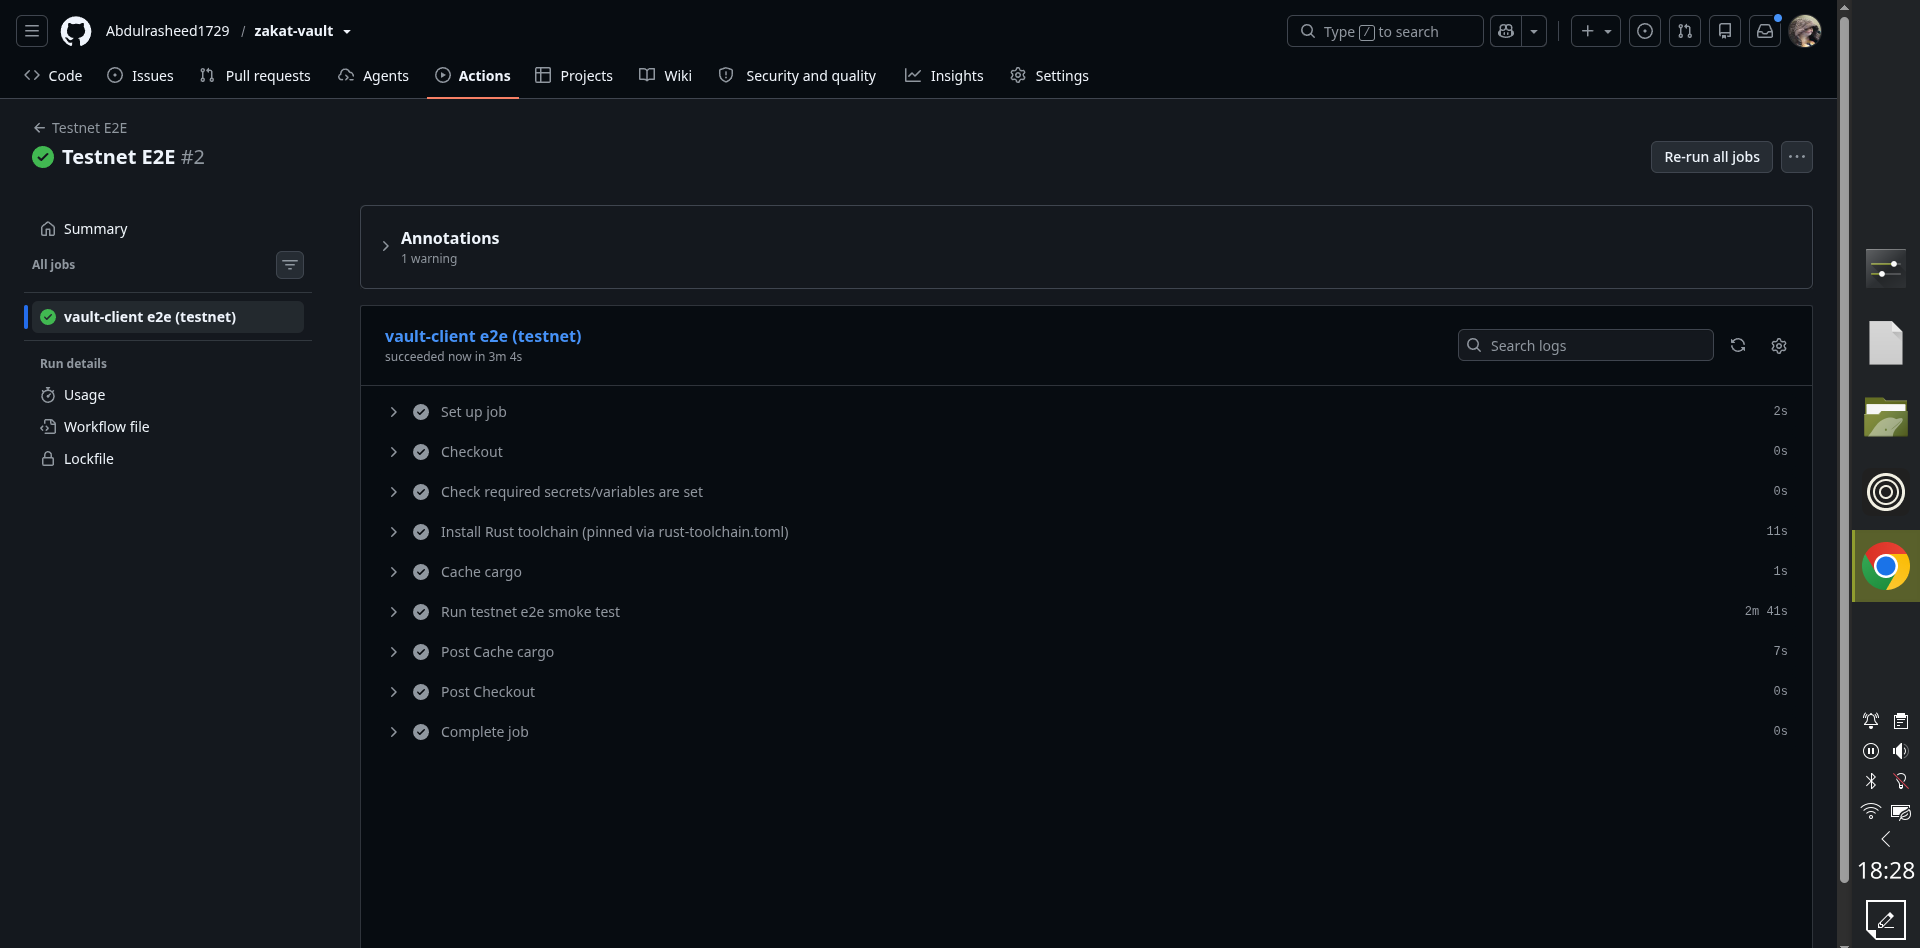 Abdulrasheed1729 / zakat-vault
Type / to search
Code Issues Pull requests Agents Actions Projects Wiki Security and quality Insights Settings
Testnet E2E
Testnet E2E #2
Re-run all jobs
Summary
All jobs
vault-client e2e (testnet)
Run details
Usage
Workflow file
Lockfile
Annotations
1 warning
vault-client e2e (testnet)
succeeded now in 3m 4s
Search logs
Set up job 2s
Checkout 0s
Check required secrets/variables are set 0s
Install Rust toolchain (pinned via rust-toolchain.toml) 11s
Cache cargo 1s
Run testnet e2e smoke test 2m 41s
Post Cache cargo 7s
Post Checkout 0s
Complete job 0s
18:28